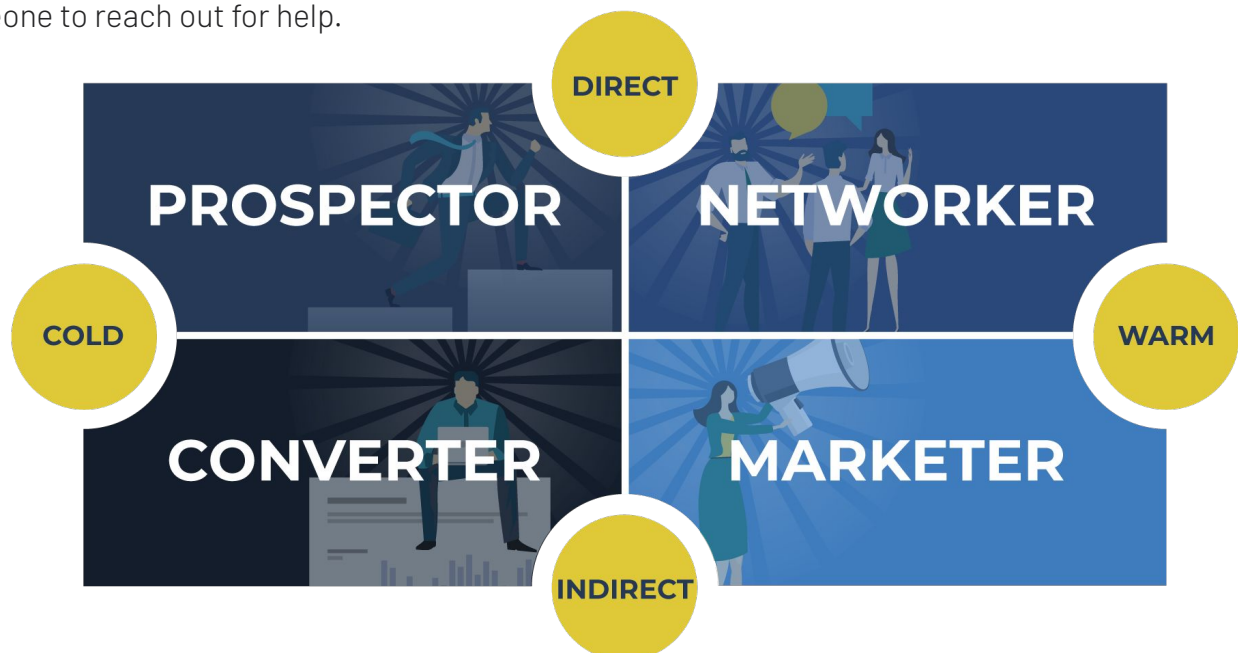 one to reach out for help.
DIRECT
PROSPECTOR
NETWORKER
COLD
WARM
CONVERTER
MARKETER
INDIRECT